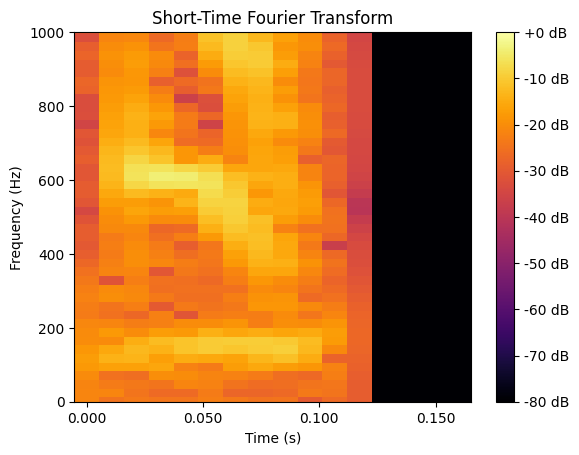 Short-Time Fourier Transform
1000
800
600
400
200
0
Frequency (Hz)
0.000
0.050
0.100
0.150
Time (s)
+0 dB
-10 dB
-20 dB
-30 dB
-40 dB
-50 dB
-60 dB
-70 dB
-80 dB